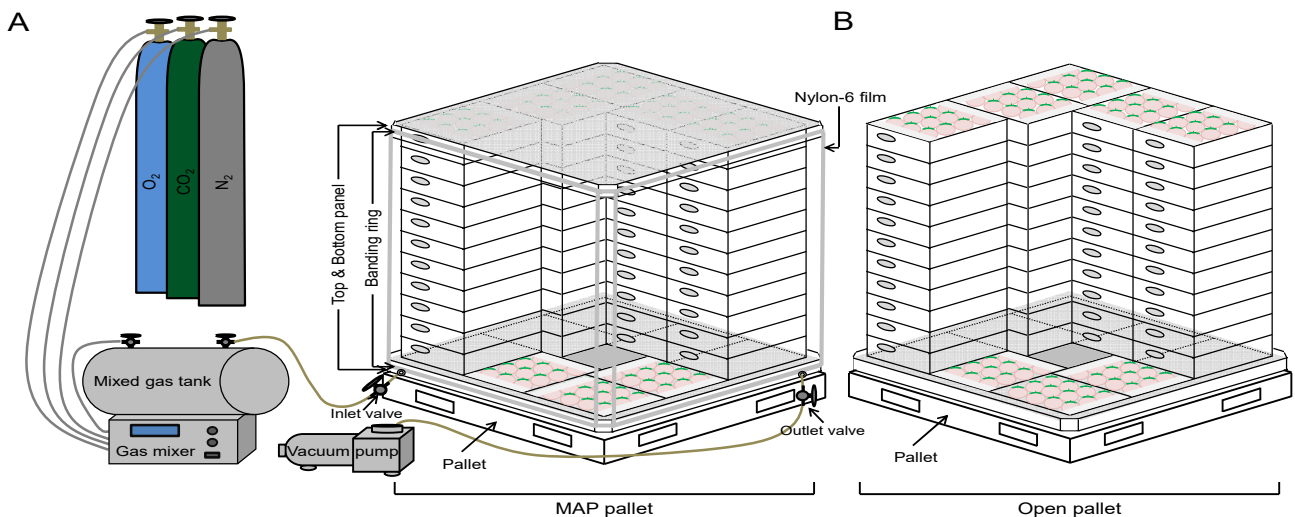 A
B
Nylon-6 film
O₂
CO₂
N₂
Top & Bottom panel
Banding ring
Mixed gas tank
Inlet valve
Gas mixer
Vacuum pump
Pallet
Outlet valve
Pallet
MAP pallet
Open pallet